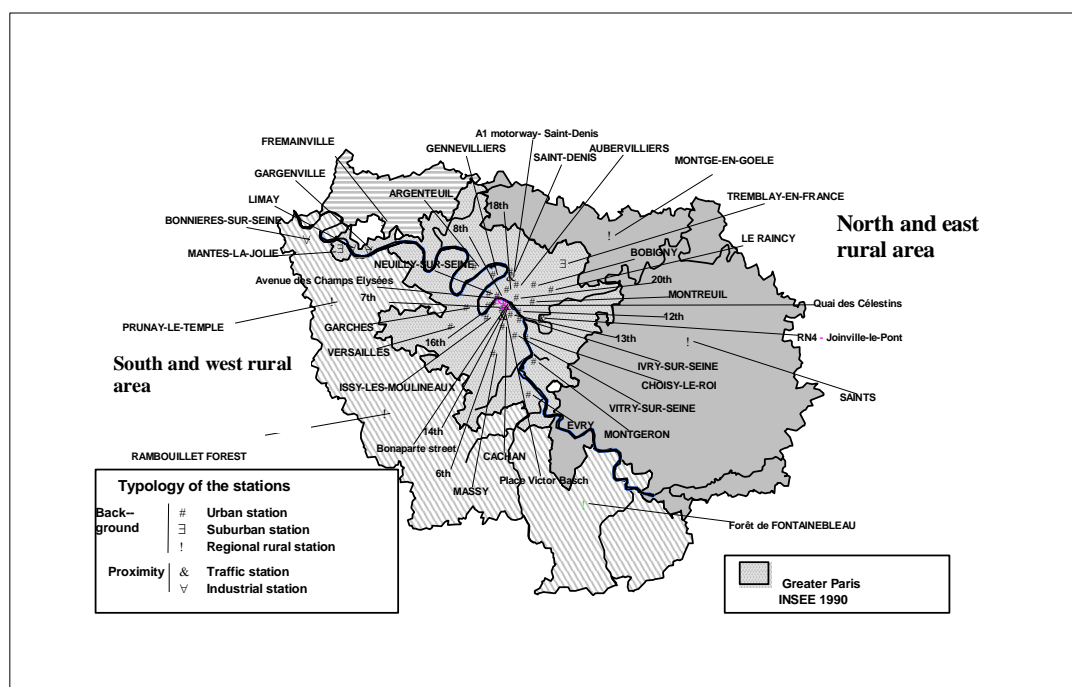 A1 motorway- Saint-Denis
FREMAINVILLE
GENNEVILLIERS
AUBERVILLIERS
SAINT-DENIS
MONTGE-EN-GOELE
GARGENVILLE
ARGENTEUIL
TREMBLAY-EN-FRANCE
LIMAY
18th
BONNIERES-SUR-SEINE
8th
North and east
rural area
LE RAINCY
MANTES-LA-JOLIE
BOBIGNY
NEUILLY-SUR-SEINE
Avenue des Champs Elysées
20th
7th
MONTREUIL
Quai des Célestins
PRUNAY-LE-TEMPLE
GARCHES
12th
13th
RN4 - Joinville-le-Pont
16th
VERSAILLES
South and west rural
area
IVRY-SUR-SEINE
ISSY-LES-MOULINEAUX
CHOISY-LE-ROI
SAINTS
VITRY-SUR-SEINE
14th
EVRY
MONTGERON
Bonaparte street
RAMBOUILLET FOREST
CACHAN
6th
Place Victor Basch
MASSY
Forêt de FONTAINEBLEAU
Typology of the stations
Back--
ground
# Urban station
∃ Suburban station
! Regional rural station
Proximity
& Traffic station
∀ Industrial station
Greater Paris
INSEE 1990